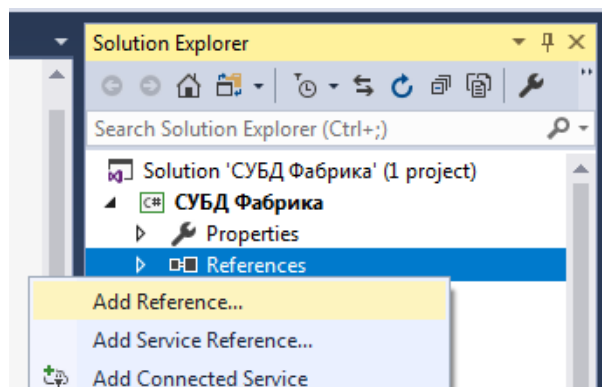 Solution Explorer
Search Solution Explorer (Ctrl+;)
Solution 'СУБД Фабрика' (1 project)
C# СУБД Фабрика
Properties
References
Add Reference...
Add Service Reference...
Add Connected Service